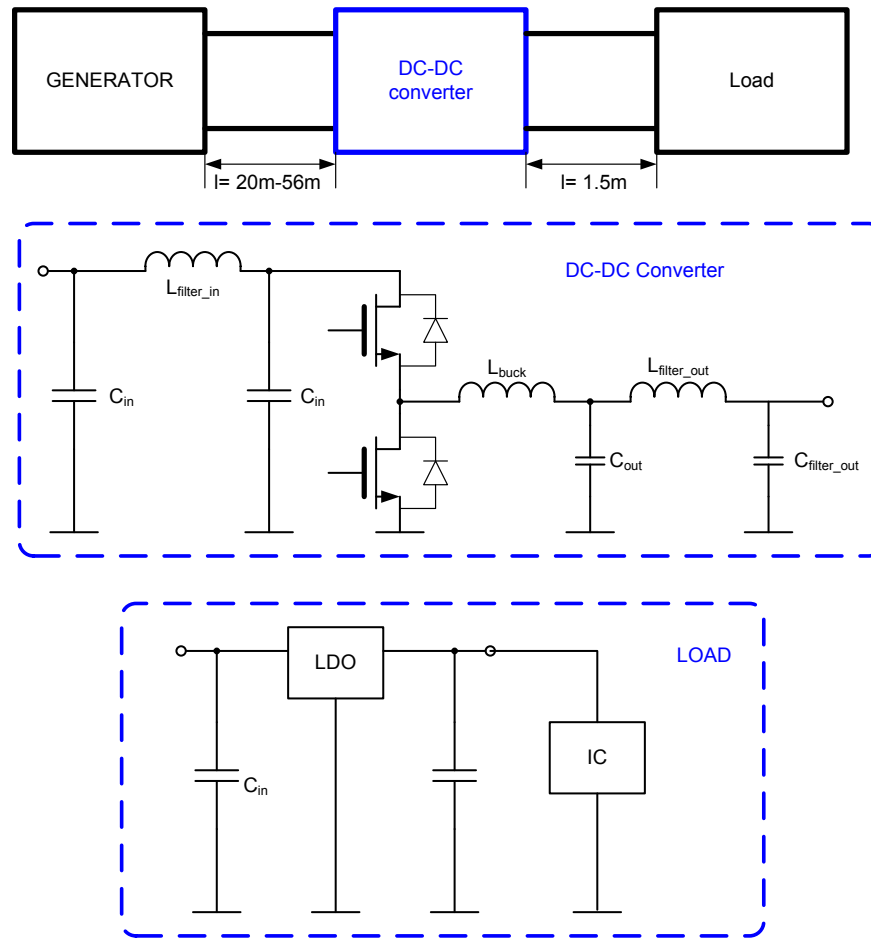 GENERATOR
DC-DC
converter
Load
l= 20m-56m
l= 1.5m
DC-DC Converter
Lfilter_in
Cin
Cin
Lbuck
Lfilter_out
Cout
Cfilter_out
LOAD
LDO
Cin
IC